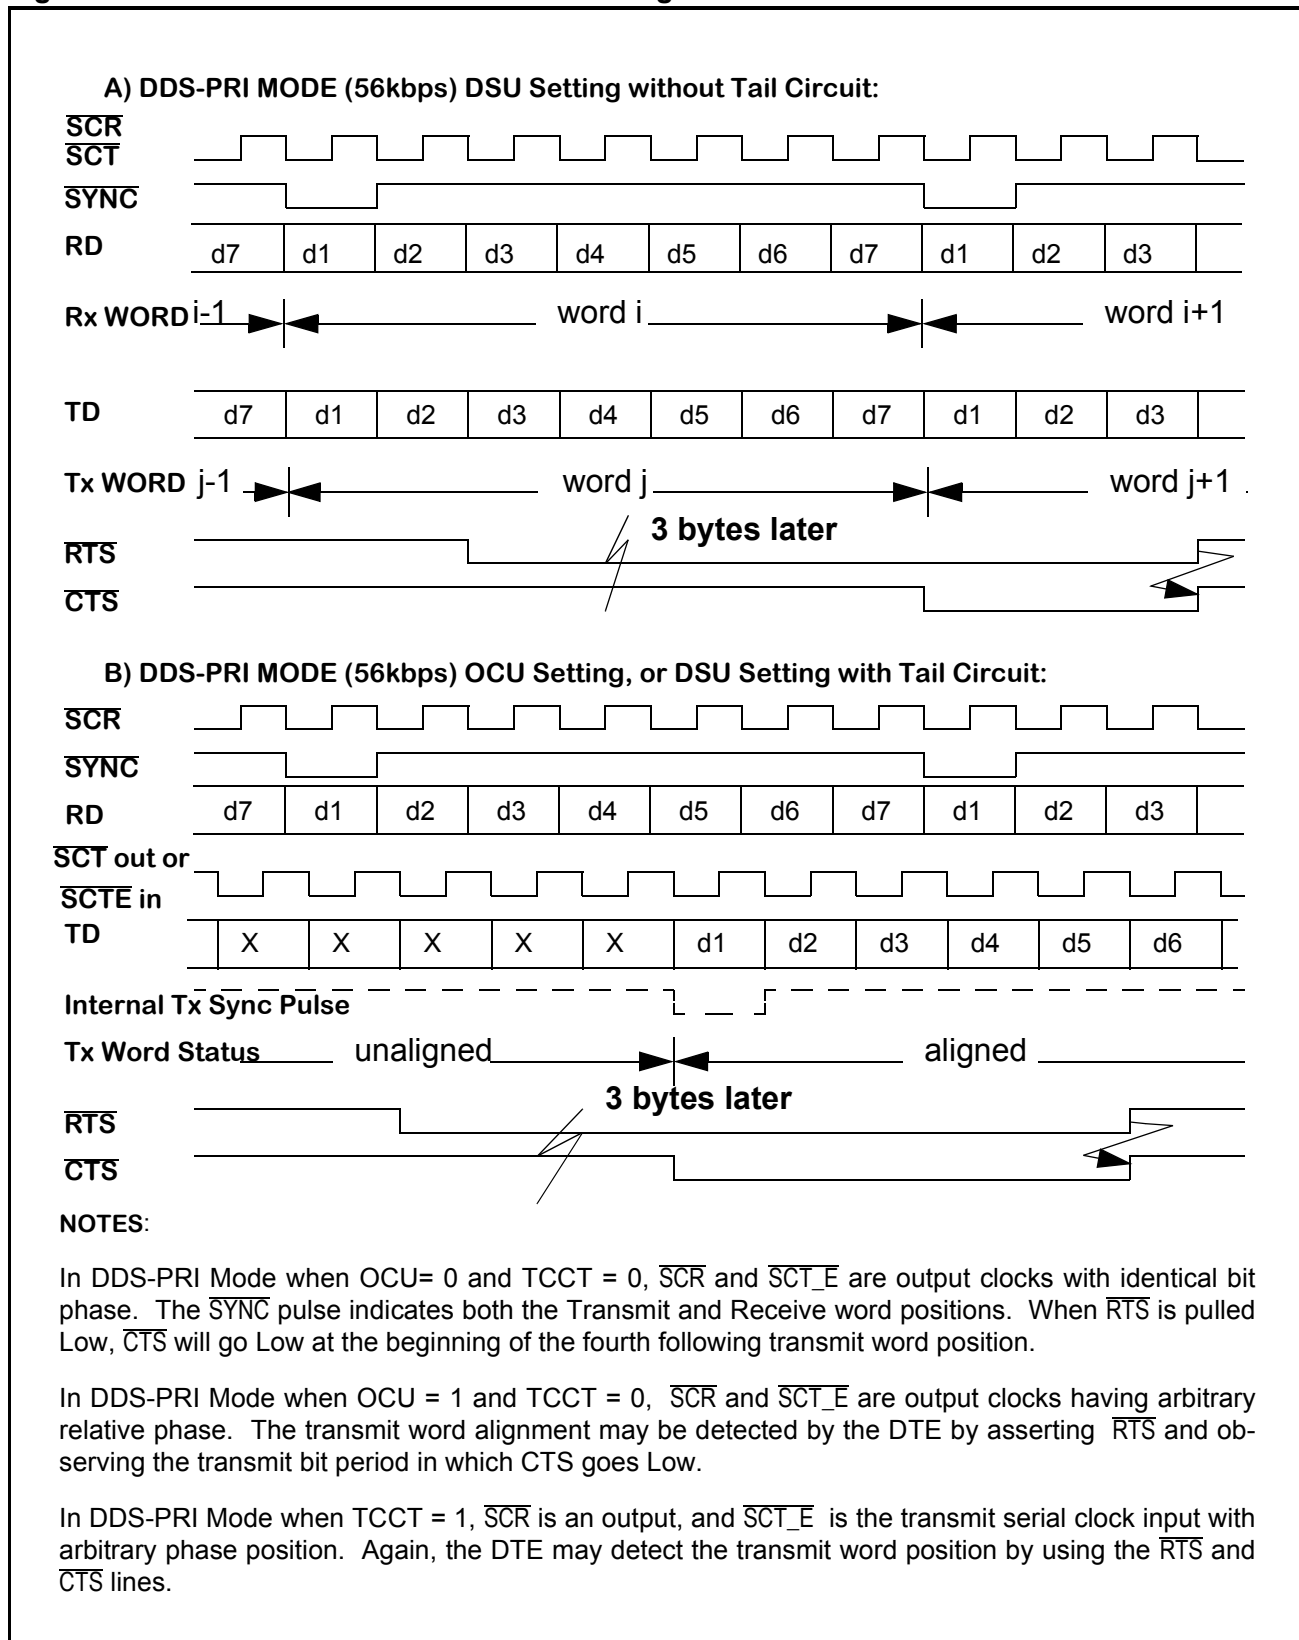 A) DDS-PRI MODE (56kbps) DSU Setting without Tail Circuit:
SCR
SCT
SYNC
RD d7 d1 d2 d3 d4 d5 d6 d7 d1 d2 d3
Rx WORD i-1 word i word i+1
TD d7 d1 d2 d3 d4 d5 d6 d7 d1 d2 d3
Tx WORD j-1 word j word j+1
3 bytes later
RTS
CTS
B) DDS-PRI MODE (56kbps) OCU Setting, or DSU Setting with Tail Circuit:
SCR
SYNC
RD d7 d1 d2 d3 d4 d5 d6 d7 d1 d2 d3
SCT out or
SCTE in
TD X X X X X d1 d2 d3 d4 d5 d6
Internal Tx Sync Pulse
Tx Word Status unaligned aligned
3 bytes later
RTS
CTS
NOTES:
In DDS-PRI Mode when OCU= 0 and TCCT = 0, SCR and SCT_E are output clocks with identical bit
phase. The SYNC pulse indicates both the Transmit and Receive word positions. When RTS is pulled
Low, CTS will go Low at the beginning of the fourth following transmit word position.
In DDS-PRI Mode when OCU = 1 and TCCT = 0, SCR and SCT_E are output clocks having arbitrary
relative phase. The transmit word alignment may be detected by the DTE by asserting RTS and ob-
serving the transmit bit period in which CTS goes Low.
In DDS-PRI Mode when TCCT = 1, SCR is an output, and SCT_E is the transmit serial clock input with
arbitrary phase position. Again, the DTE may detect the transmit word position by using the RTS and
CTS lines.